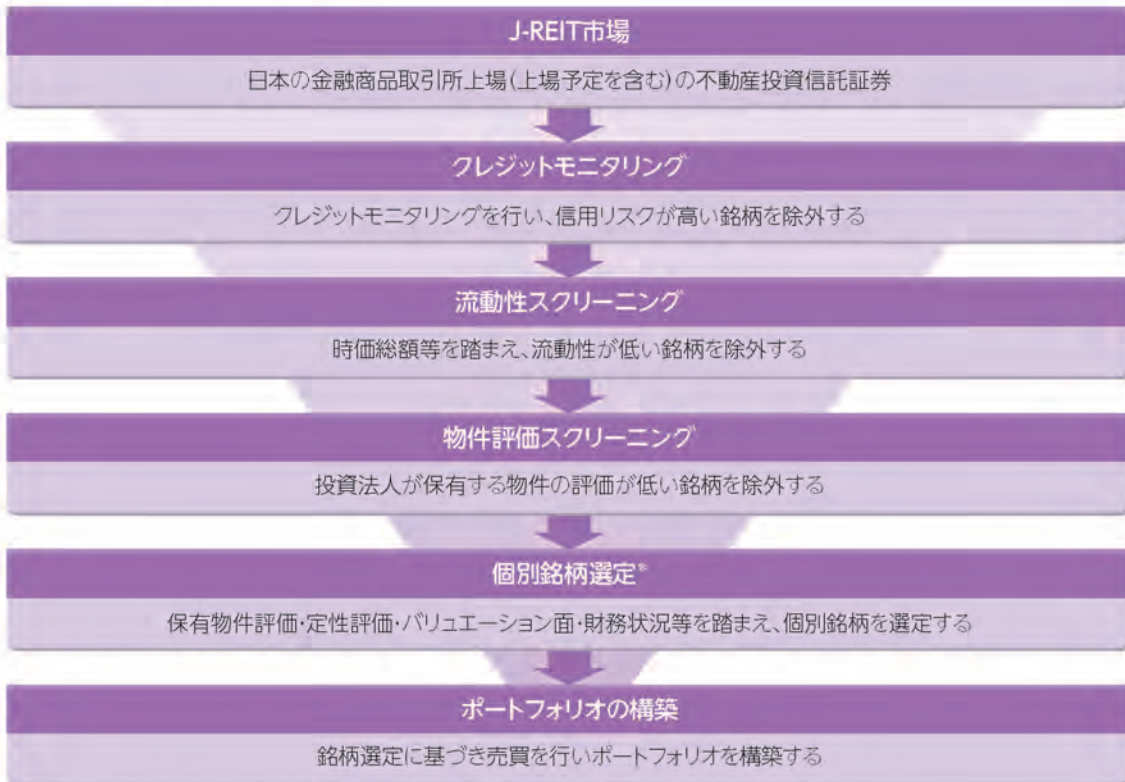 J-REIT市場
日本の金融商品取引所上場(上場予定を含む)の不動産投資信託証券
クレジットモニタリング
クレジットモニタリングを行い、信用リスクが高い銘柄を除外する
流動性スクリーニング
時価総額等を踏まえ、流動性が低い銘柄を除外する
物件評価スクリーニング
投資法人が保有する物件の評価が低い銘柄を除外する
個別銘柄選定※
保有物件評価・定性評価・バリュエーション面・財務状況等を踏まえ、個別銘柄を選定する
ポートフォリオの構築
銘柄選定に基づき売買を行いポートフォリオを構築する